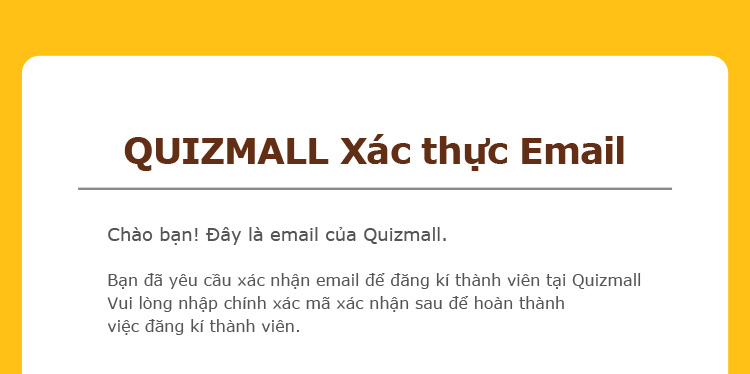 QUIZMALL Xác thực Email
Chào bạn! Đây là email của Quizmall.
Bạn đã yêu cầu xác nhận email để đăng kí thành viên tại Quizmall
Vui lòng nhập chính xác mã xác nhận sau để hoàn thành
việc đăng kí thành viên.